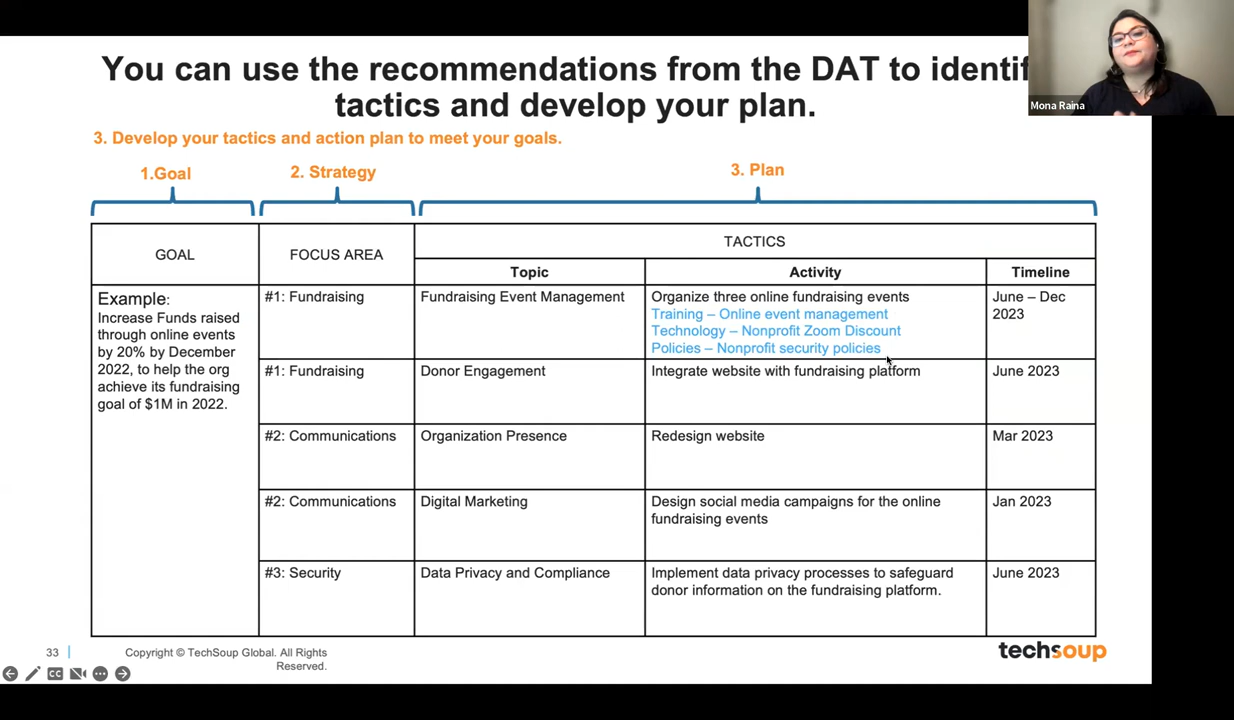 You can use the recommendations from the DAT to identif
tactics and develop your plan.
Mona Raina
3. Develop your tactics and action plan to meet your goals.
1.Goal
2. Strategy
3. Plan
GOAL
FOCUS AREA
TACTICS
Topic
Activity
Timeline
Example:
Increase Funds raised
through online events
by 20% by December
2022, to help the org
achieve its fundraising
goal of $1M in 2022.
#1: Fundraising
Fundraising Event Management
Organize three online fundraising events
Training – Online event management
Technology – Nonprofit Zoom Discount
Policies – Nonprofit security policies
June – Dec
2023
#1: Fundraising
Donor Engagement
Integrate website with fundraising platform
June 2023
#2: Communications
Organization Presence
Redesign website
Mar 2023
#2: Communications
Digital Marketing
Design social media campaigns for the online
fundraising events
Jan 2023
#3: Security
Data Privacy and Compliance
Implement data privacy processes to safeguard
donor information on the fundraising platform.
June 2023
33
Copyright © TechSoup Global. All Rights
Reserved.
CC
techsoup